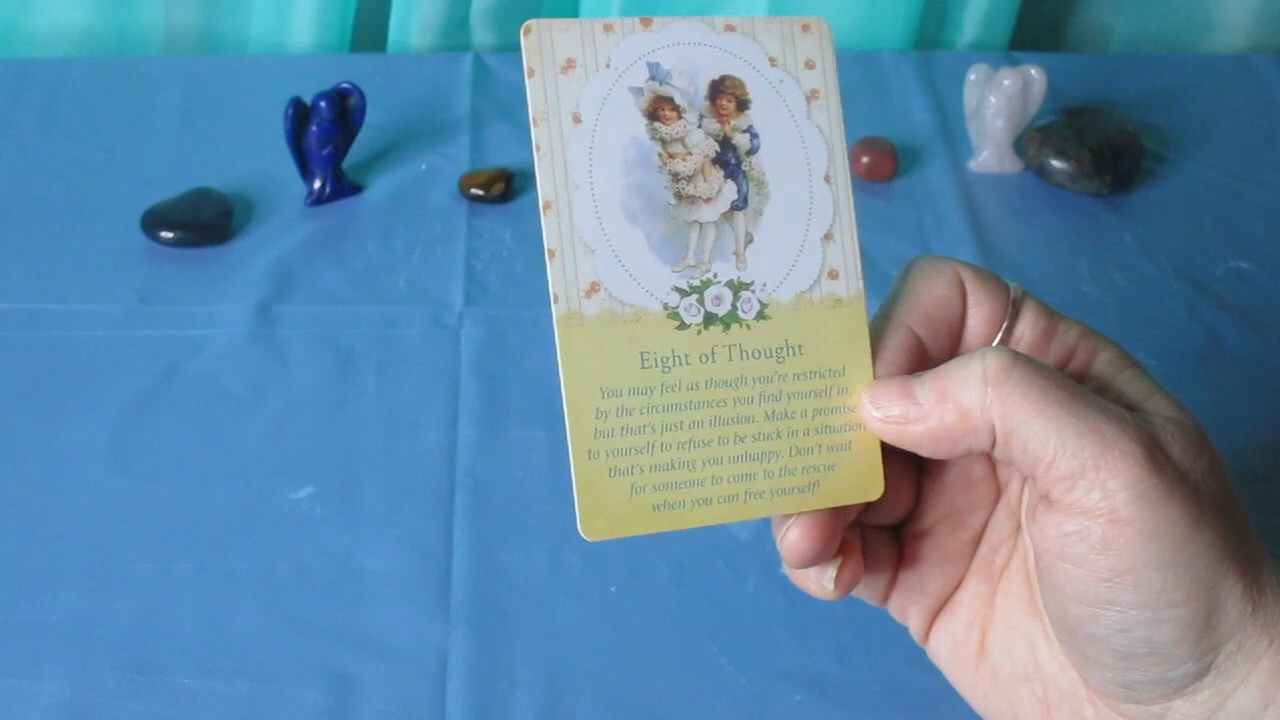 Eight of Thought
You may feel as though you're restricted
by the circumstances you find yourself in,
but that's just an illusion. Make a promise
to yourself to refuse to be stuck in a situation
that's making you unhappy. Don't wait
for someone to come to the rescue
when you can free yourself!